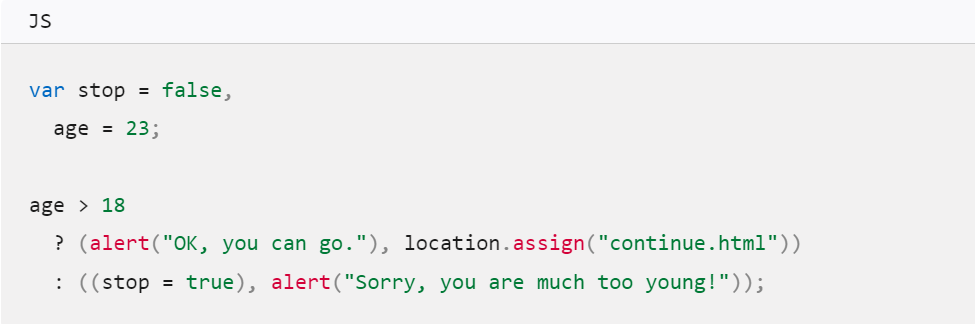 JS
var stop = false,
  age = 23;
age > 18
  ? (alert("OK, you can go."), location.assign("continue.html"))
  : ((stop = true), alert("Sorry, you are much too young!"));